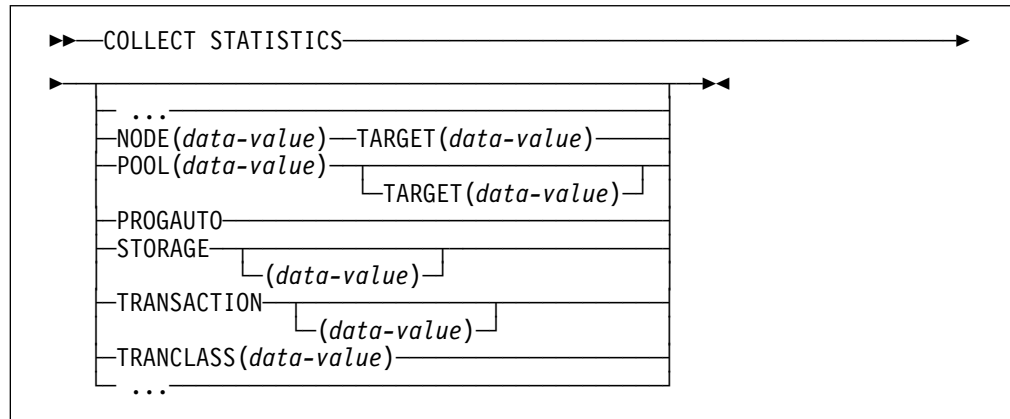 COLLECT STATISTICS
...
NODE(data-value) TARGET(data-value)
POOL(data-value)
TARGET(data-value)
PROGAUTO
STORAGE
(data-value)
TRANSACTION
(data-value)
TRANCLASS(data-value)
...